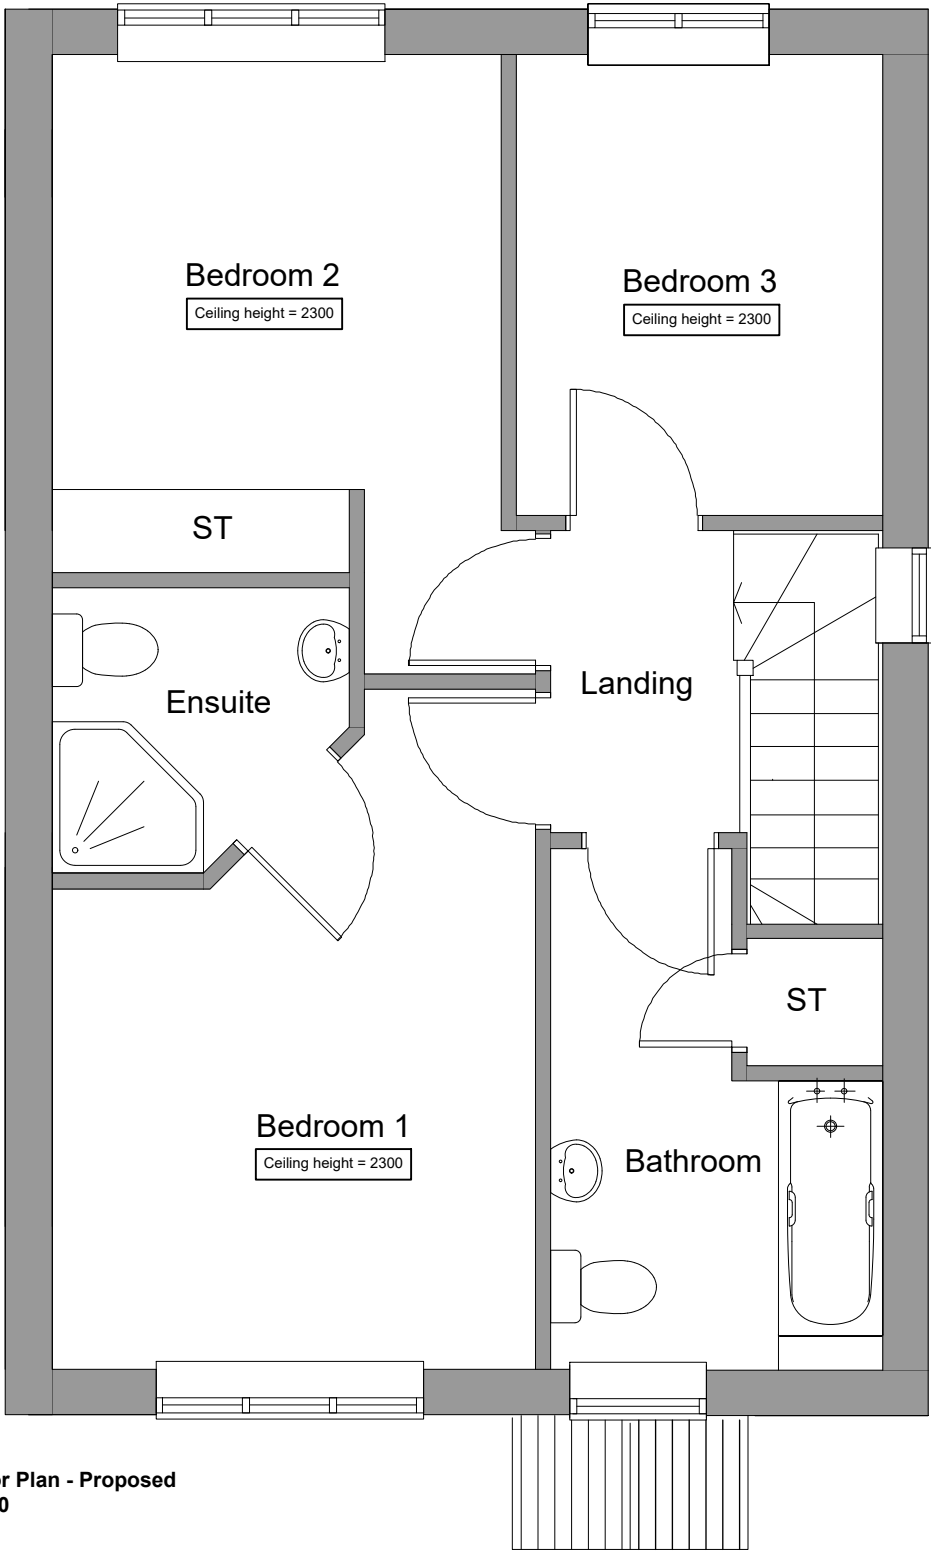 Bedroom 2
Ceiling height = 2300
Bedroom 3
Ceiling height = 2300
ST
Ensuite
Landing
ST
Bedroom 1
Ceiling height = 2300
Bathroom
Plan - Proposed